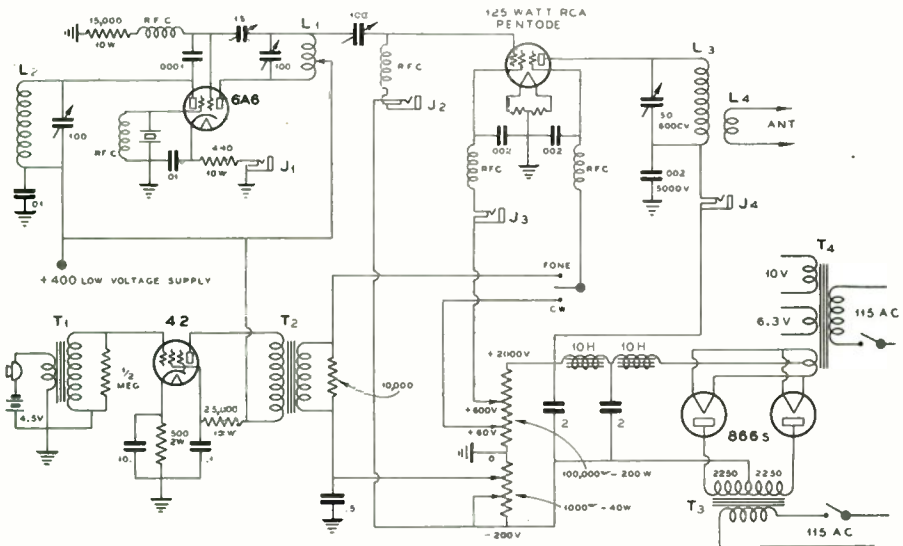 15,000
R F C
10 W
15
L1
100
125 WATT RCA
PENTODE
L3
L2
.0001
100
RFC
J2
6A6
L4
ANT
100
50
6000V
RFC
.01
440
10W
J1
.002
.002
RFC
RFC
.002
5000V
.01
J3
J4
+400 LOW VOLTAGE SUPPLY
FONE
CW
T4
10V
115 AC
6.3V
T1
42
T2
+2000V
10 H
10 H
½
MEG
10,000
4.5V
25,000
10W
500
2W
.1
+600V
+60V
0
2
2
866s
100,000~-200W
2250
2250
1000~-40W
.5
-200V
T3
115 AC